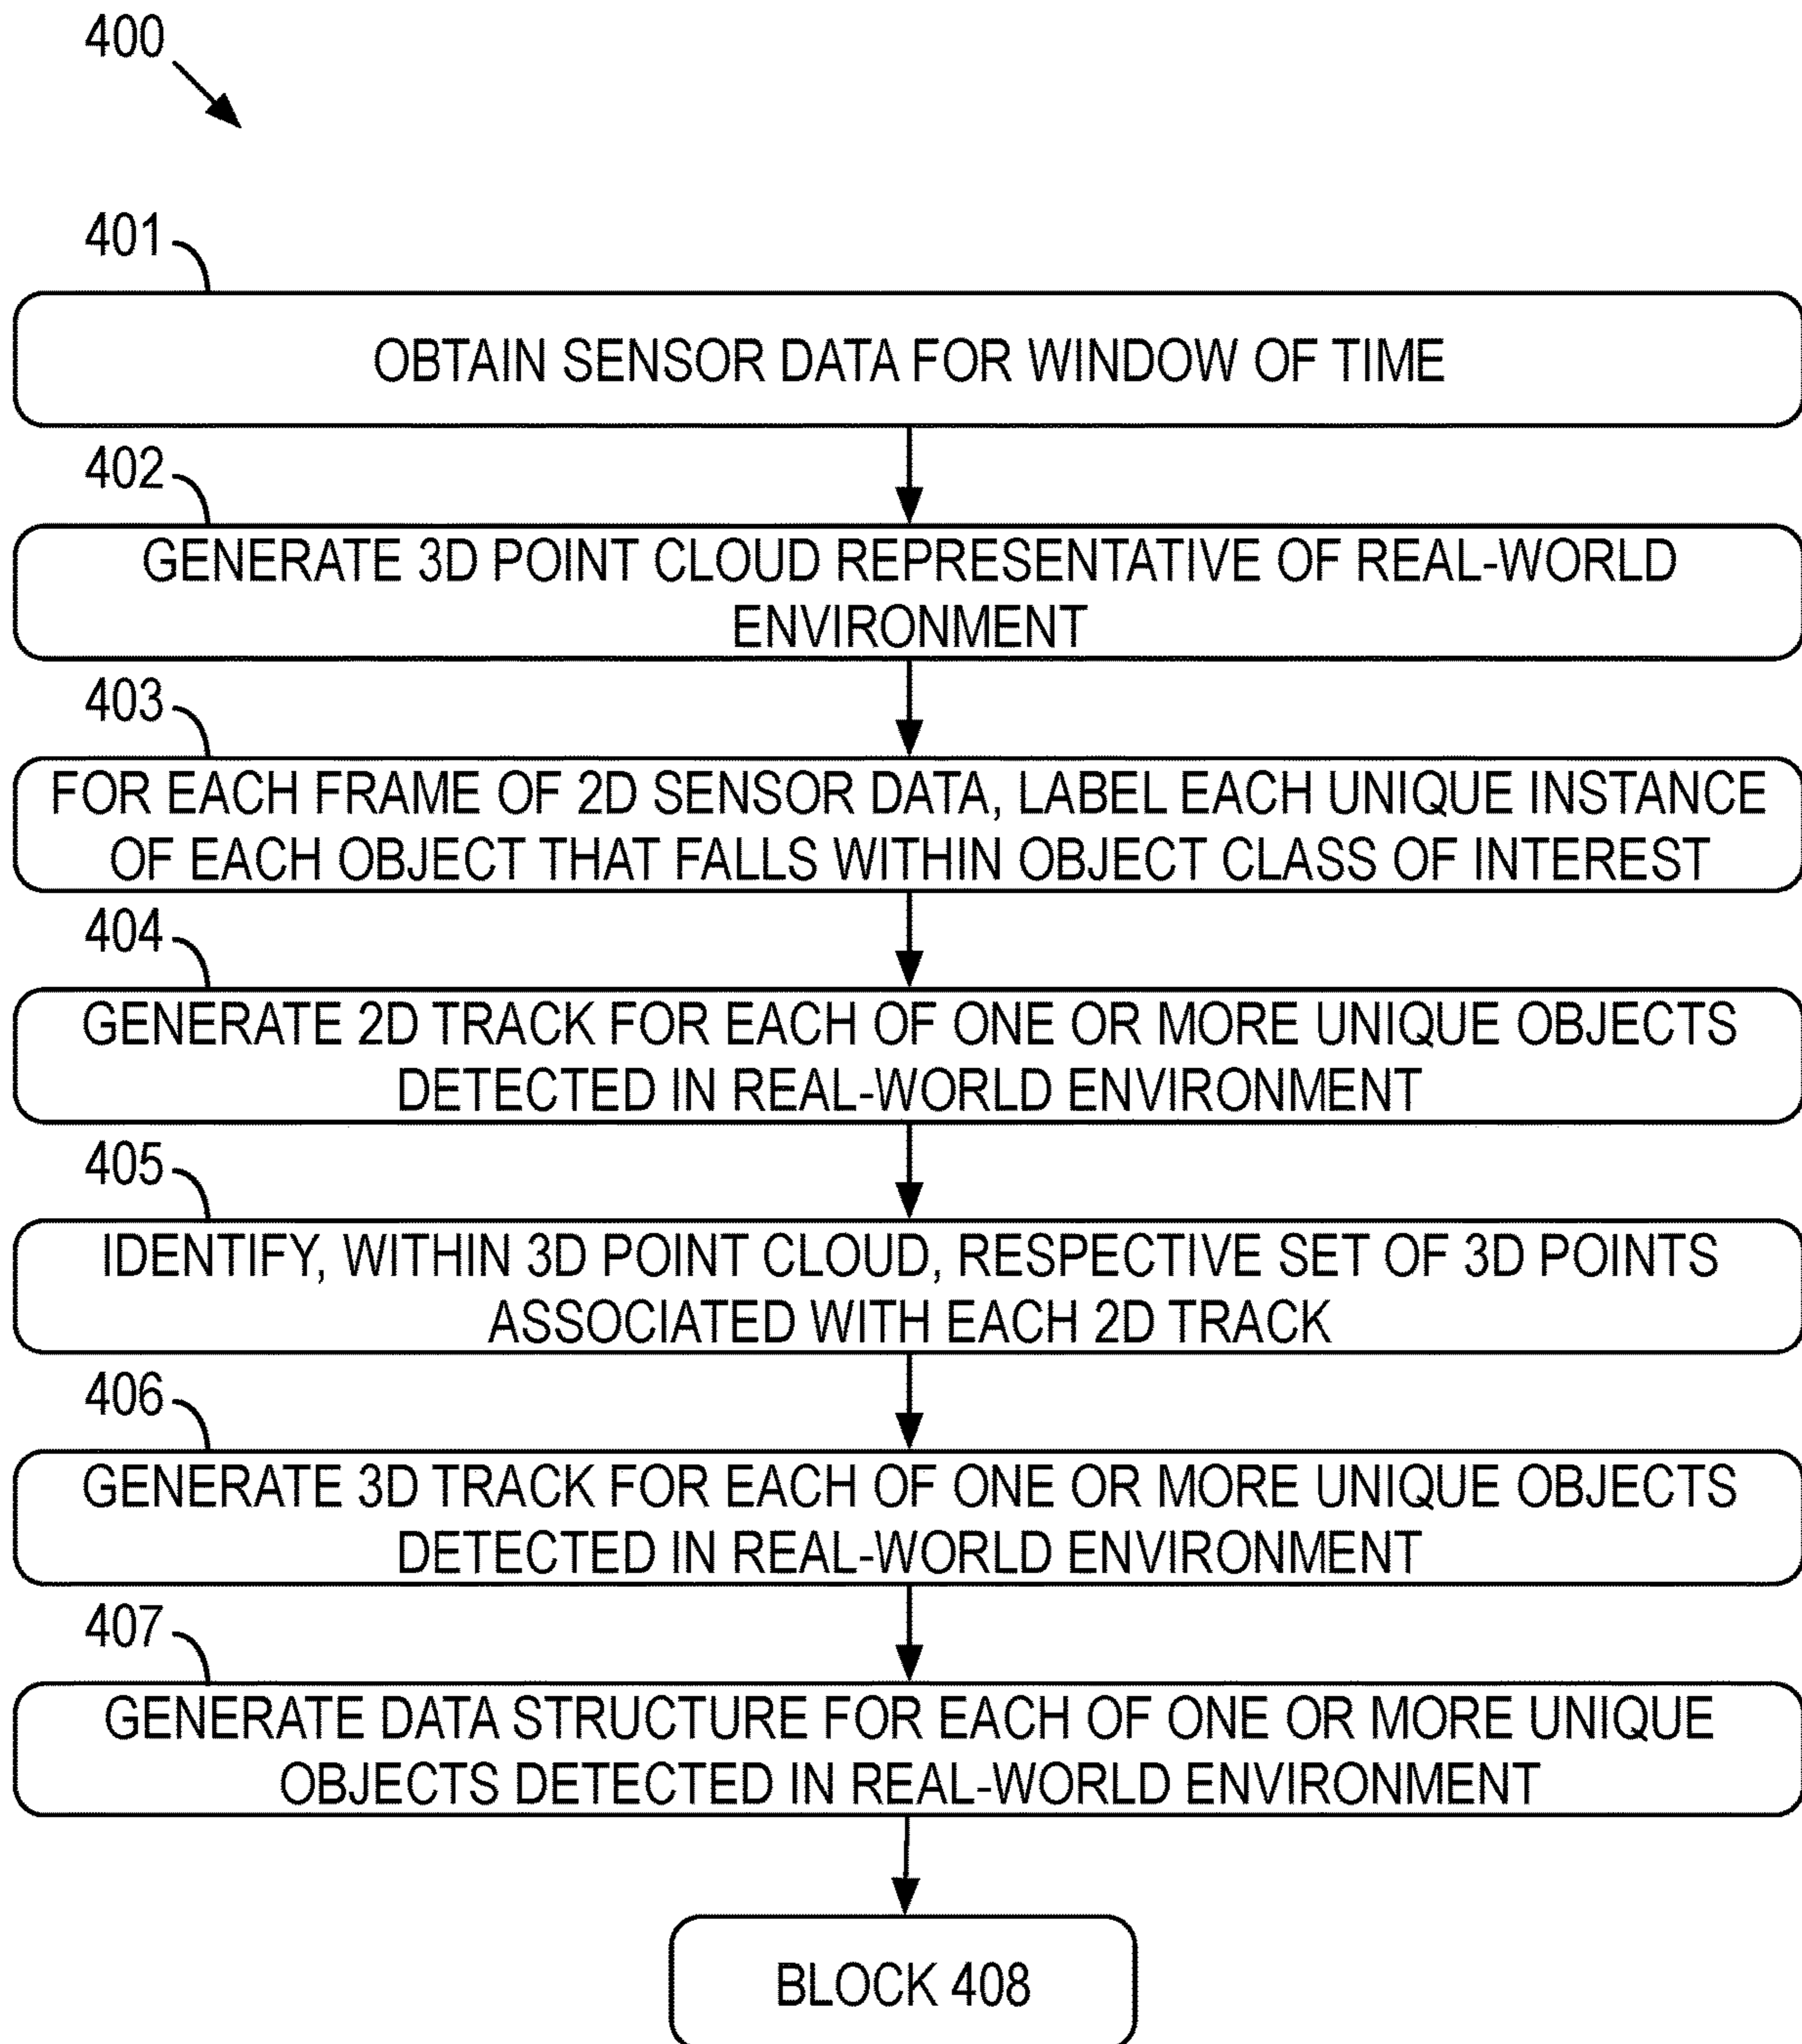 400
401
OBTAIN SENSOR DATA FOR WINDOW OF TIME
402
GENERATE 3D POINT CLOUD REPRESENTATIVE OF REAL-WORLD
ENVIRONMENT
403
FOR EACH FRAME OF 2D SENSOR DATA, LABEL EACH UNIQUE INSTANCE
OF EACH OBJECT THAT FALLS WITHIN OBJECT CLASS OF INTEREST
404
GENERATE 2D TRACK FOR EACH OF ONE OR MORE UNIQUE OBJECTS
DETECTED IN REAL-WORLD ENVIRONMENT
405
IDENTIFY, WITHIN 3D POINT CLOUD, RESPECTIVE SET OF 3D POINTS
ASSOCIATED WITH EACH 2D TRACK
406
GENERATE 3D TRACK FOR EACH OF ONE OR MORE UNIQUE OBJECTS
DETECTED IN REAL-WORLD ENVIRONMENT
407
GENERATE DATA STRUCTURE FOR EACH OF ONE OR MORE UNIQUE
OBJECTS DETECTED IN REAL-WORLD ENVIRONMENT
BLOCK 408